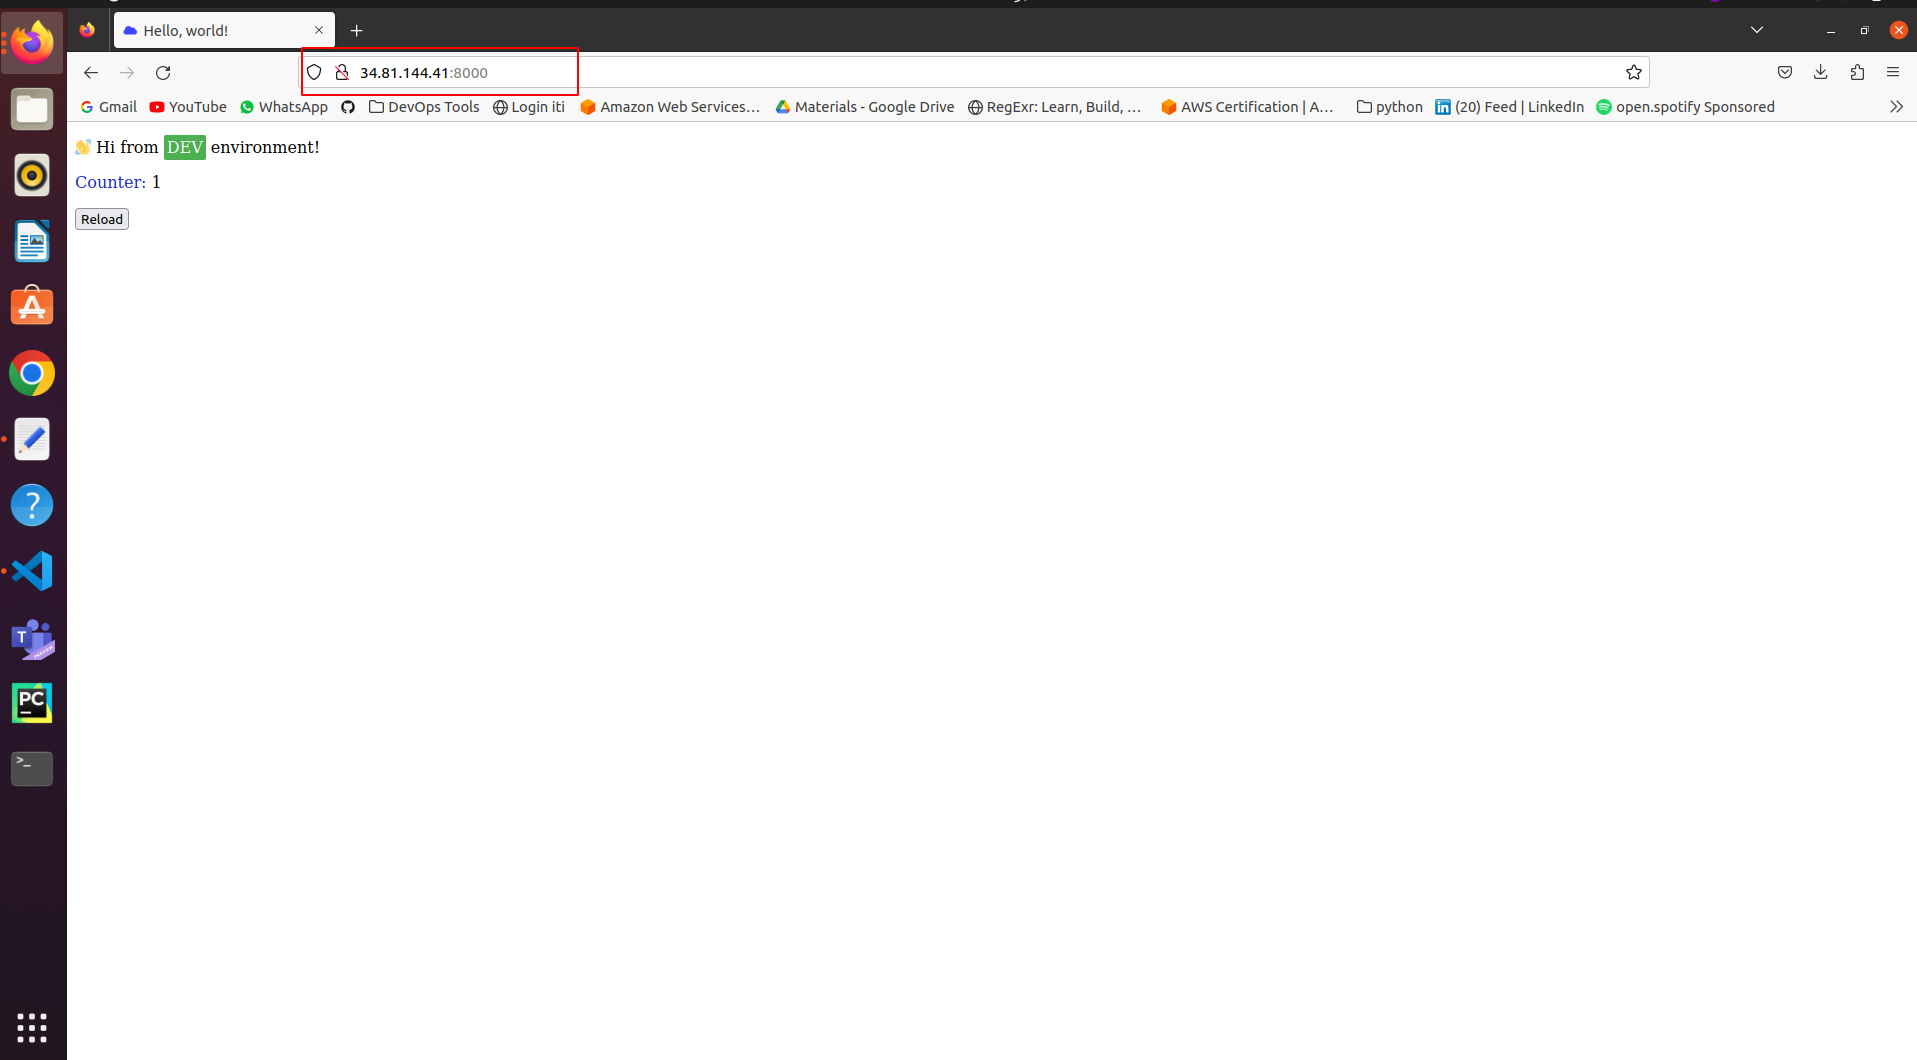 Hello, world!
34.81.144.41:8000
Gmail YouTube WhatsApp DevOps Tools Login iti Amazon Web Services… Materials - Google Drive RegExr: Learn, Build, … AWS Certification | A… python (20) Feed | LinkedIn open.spotify Sponsored
👋 Hi from DEV environment!
Counter: 1
Reload